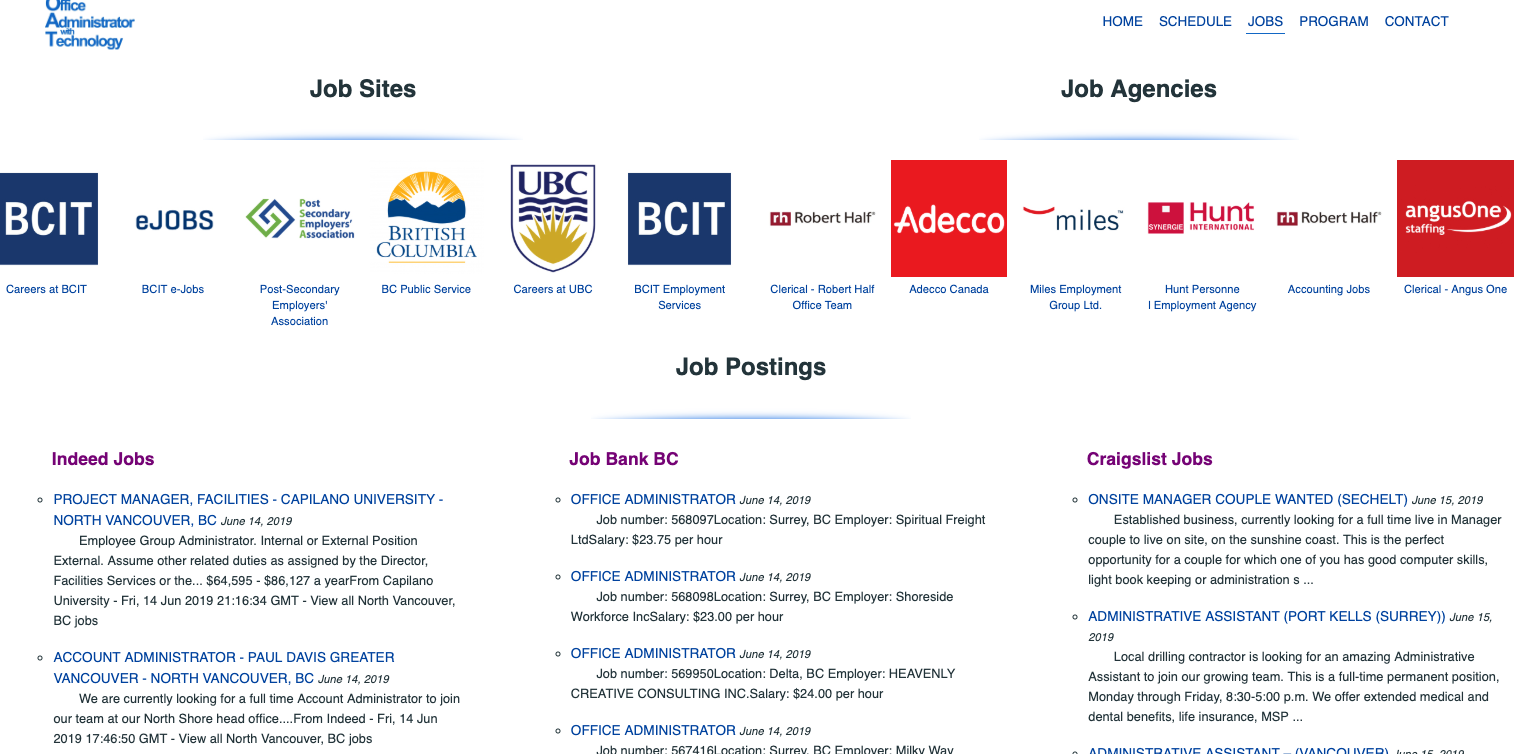 Office
Administrator
with
Technology
HOME SCHEDULE JOBS PROGRAM CONTACT
Job Sites
Job Agencies
BCIT
eJOBS
Post
Secondary
Employers'
Association
BRITISH
COLUMBIA
UBC
BCIT
rh Robert Half®
Adecco
miles™
SYNERGIE Hunt
INTERNATIONAL
rh Robert Half®
angusOne
staffing
Careers at BCIT
BCIT e-Jobs
Post-Secondary
Employers'
Association
BC Public Service
Careers at UBC
BCIT Employment
Services
Clerical - Robert Half
Office Team
Adecco Canada
Miles Employment
Group Ltd.
Hunt Personne
l Employment Agency
Accounting Jobs
Clerical - Angus One
Job Postings
Indeed Jobs
PROJECT MANAGER, FACILITIES - CAPILANO UNIVERSITY -
NORTH VANCOUVER, BC June 14, 2019
Employee Group Administrator. Internal or External Position
External. Assume other related duties as assigned by the Director,
Facilities Services or the... $64,595 - $86,127 a yearFrom Capilano
University - Fri, 14 Jun 2019 21:16:34 GMT - View all North Vancouver,
BC jobs
ACCOUNT ADMINISTRATOR - PAUL DAVIS GREATER
VANCOUVER - NORTH VANCOUVER, BC June 14, 2019
We are currently looking for a full time Account Administrator to join
our team at our North Shore head office....From Indeed - Fri, 14 Jun
2019 17:46:50 GMT - View all North Vancouver, BC jobs
Job Bank BC
OFFICE ADMINISTRATOR June 14, 2019
Job number: 568097Location: Surrey, BC Employer: Spiritual Freight
LtdSalary: $23.75 per hour
OFFICE ADMINISTRATOR June 14, 2019
Job number: 568098Location: Surrey, BC Employer: Shoreside
Workforce IncSalary: $23.00 per hour
OFFICE ADMINISTRATOR June 14, 2019
Job number: 569950Location: Delta, BC Employer: HEAVENLY
CREATIVE CONSULTING INC.Salary: $24.00 per hour
OFFICE ADMINISTRATOR June 14, 2019
Job number: 567416Location: Surrey, BC Employer: Milky Way
Craigslist Jobs
ONSITE MANAGER COUPLE WANTED (SECHELT) June 15, 2019
Established business, currently looking for a full time live in Manager
couple to live on site, on the sunshine coast. This is the perfect
opportunity for a couple for which one of you has good computer skills,
light book keeping or administration s ...
ADMINISTRATIVE ASSISTANT (PORT KELLS (SURREY)) June 15,
2019
Local drilling contractor is looking for an amazing Administrative
Assistant to join our growing team. This is a full-time permanent position,
Monday through Friday, 8:30-5:00 p.m. We offer extended medical and
dental benefits, life insurance, MSP ...
ADMINISTRATIVE ASSISTANT – (VANCOUVER) June 15, 2019